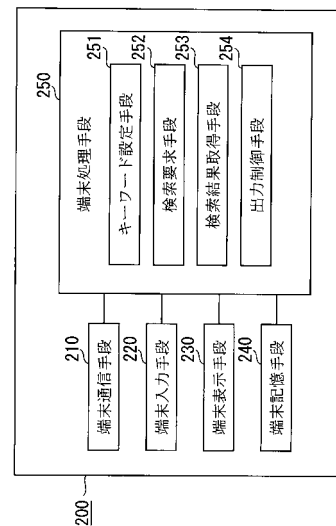 200
210
端末通信手段
220
端末入力手段
230
端末表示手段
240
端末記憶手段
250
端末処理手段
251
キーワード設定手段
252
検索要求手段
253
検索結果取得手段
254
出力制御手段